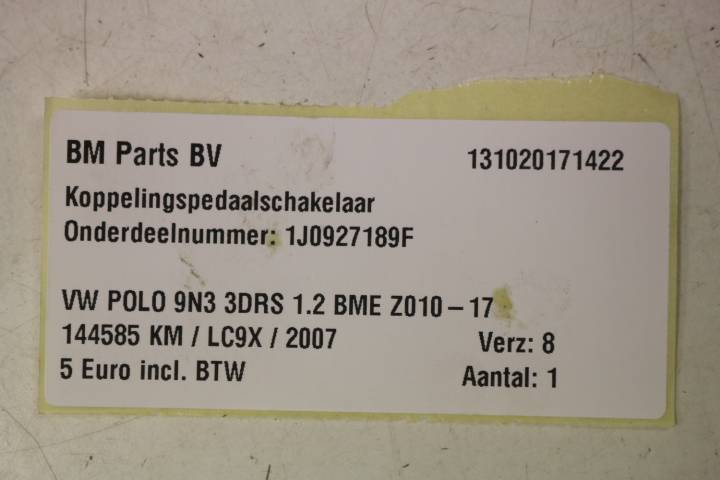 BM Parts BV 131020171422
Koppelingspedaalschakelaar
Onderdeelnummer: 1J0927189F
VW POLO 9N3 3DRS 1.2 BME Z010 – 17
144585 KM / LC9X / 2007 Verz: 8
5 Euro incl. BTW Aantal: 1